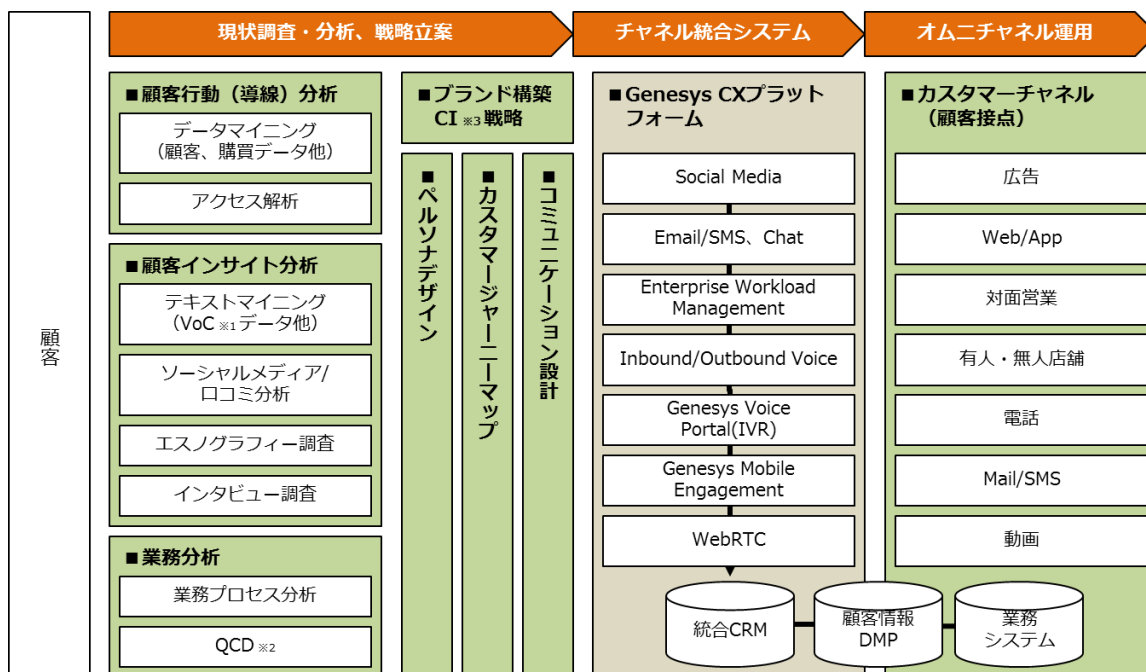 現状調査・分析、戦略立案
チャネル統合システム
オムニチャネル運用
顧客
■顧客行動（導線）分析
データマイニング
（顧客、購買データ他）
アクセス解析
■顧客インサイト分析
テキストマイニング
（VoC ※1データ他）
ソーシャルメディア/
口コミ分析
エスノグラフィー調査
インタビュー調査
■業務分析
業務プロセス分析
QCD ※2
■ブランド構築
CI ※3戦略
■ペルソナデザイン
■カスタマージャーニーマップ
■コミュニケーション設計
■Genesys CXプラット
フォーム
Social Media
Email/SMS、Chat
Enterprise Workload
Management
Inbound/Outbound Voice
Genesys Voice
Portal(IVR)
Genesys Mobile
Engagement
WebRTC
■カスタマーチャネル
（顧客接点）
広告
Web/App
対面営業
有人・無人店舗
電話
Mail/SMS
動画
統合CRM
顧客情報
DMP
業務
システム